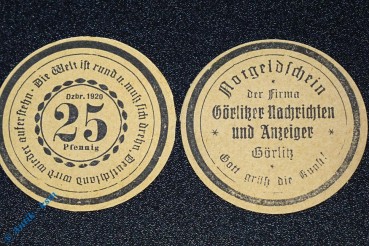 Die Welt ist rund u. muß sich drehn, Deutschland wird wieder auferstehn.
Dzbr. 1920
25
Pfennig
Notgeldschein
der Firma
Görlitzer Nachrichten
und Anzeiger
Görlitz
Gott grüß die Kunst!